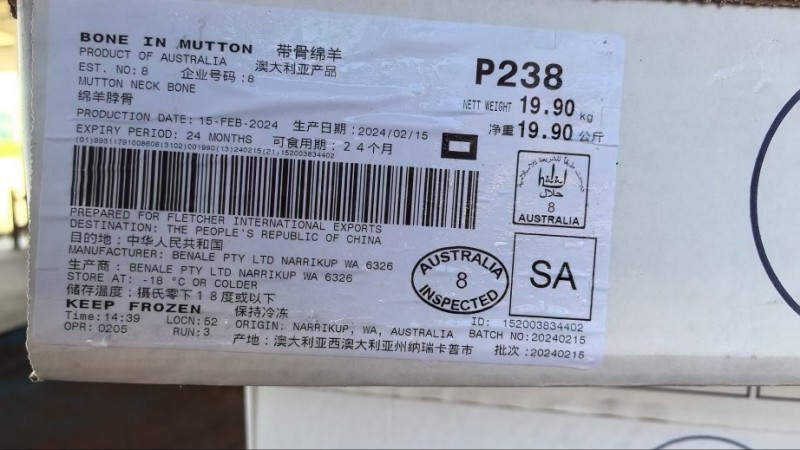 BONE IN MUTTON 带骨绵羊
PRODUCT OF AUSTRALIA 澳大利亚产品
EST. NO: 8 企业号码: 8
MUTTON NECK BONE
绵羊脖骨
P238
NETT WEIGHT 19.90 kg
净重 19.90 公斤
PRODUCTION DATE: 15-FEB-2024 生产日期: 2024/02/15
EXPIRY PERIOD: 24 MONTHS 可食用期: 24个月
(01)99311791008606(3102)001990(13)240215(21)152003834402
PREPARED FOR FLETCHER INTERNATIONAL EXPORTS
DESTINATION: THE PEOPLE'S REPUBLIC OF CHINA
目的地: 中华人民共和国
MANUFACTURER: BENALE PTY LTD NARRIKUP WA 6326
生产商: BENALE PTY LTD NARRIKUP WA 6326
STORE AT: -18 °C OR COLDER
储存温度: 摄氏零下18度或以下
KEEP FROZEN 保持冷冻
Time: 14:39 LOCN: 52
OPR: 0205 RUN: 3
ORIGIN: NARRIKUP, WA, AUSTRALIA
产地: 澳大利亚西澳大利亚州纳瑞卡普市
ID: 152003834402
BATCH NO: 20240215
批次: 20240215
حلال
8
AUSTRALIA
AUSTRALIA
8
INSPECTED
SA